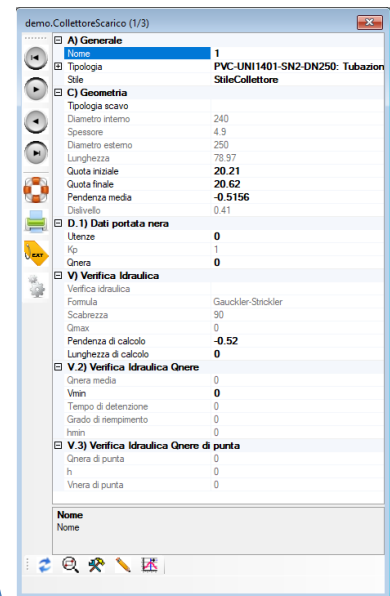 demo.CollettoreScarico (1/3)
A) Generale
Nome 1
Tipologia PVC-UNI1401-SN2-DN250: Tubazion
Stile StileCollettore
C) Geometria
Tipologia scavo
Diametro interno 240
Spessore 4.9
Diametro esterno 250
Lunghezza 78.97
Quota iniziale 20.21
Quota finale 20.62
Pendenza media -0.5156
Dislivello 0.41
D.1) Dati portata nera
Utenze 0
Kp 1
Qnera 0
V) Verifica Idraulica
Verifica idraulica
Formula Gauckler-Strickler
Scabrezza 90
Qmax 0
Pendenza di calcolo -0.52
Lunghezza di calcolo 0
V.2) Verifica Idraulica Qnere
Qnera media 0
Vmin 0
Tempo di detenzione 0
Grado di riempimento 0
hmin 0
V.3) Verifica Idraulica Qnere di punta
Qnera di punta 0
h 0
Vnera di punta 0
Nome
Nome